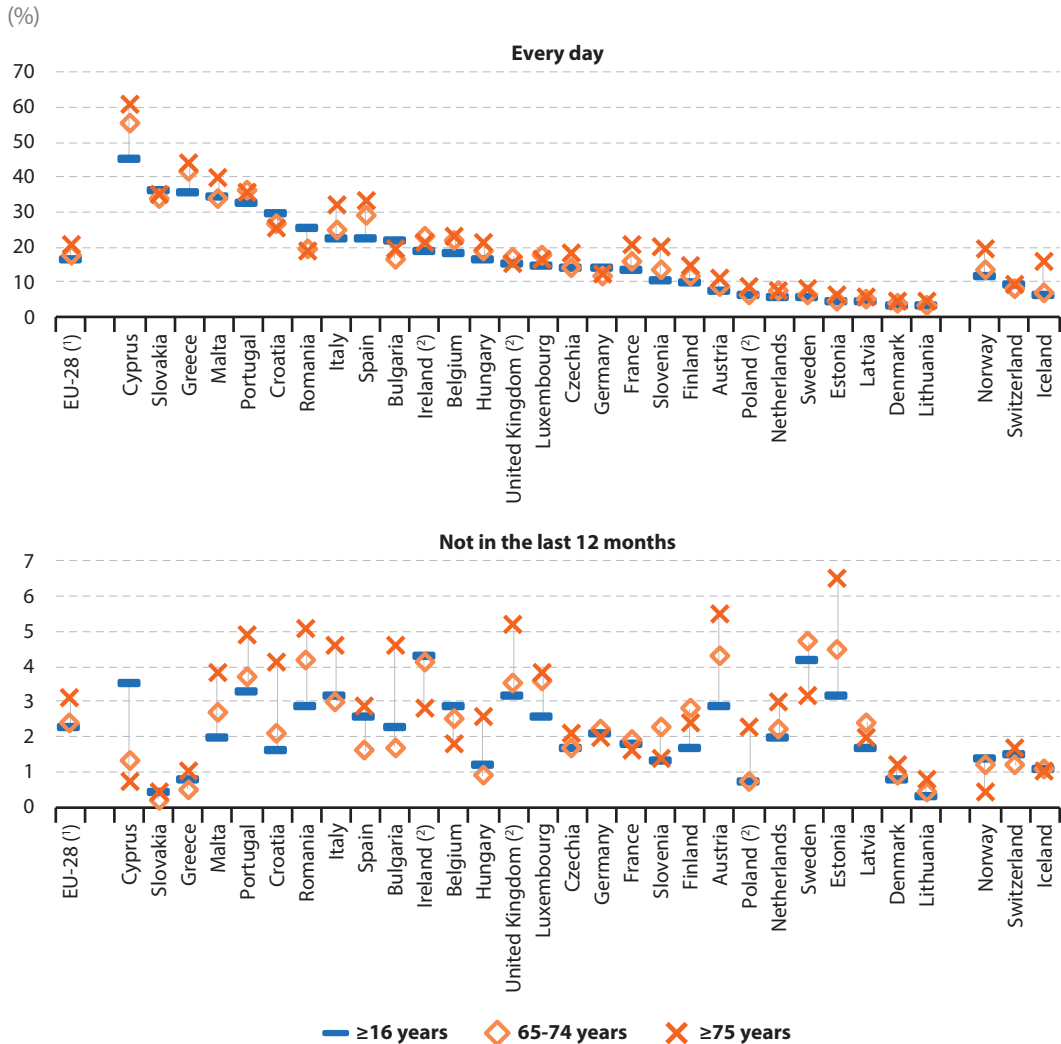 (%)
Every day
70
60
50
40
30
20
10
0
EU-28 (¹)
Cyprus
Slovakia
Greece
Malta
Portugal
Croatia
Romania
Italy
Spain
Bulgaria
Ireland (²)
Belgium
Hungary
United Kingdom (²)
Luxembourg
Czechia
Germany
France
Slovenia
Finland
Austria
Poland (²)
Netherlands
Sweden
Estonia
Latvia
Denmark
Lithuania
Norway
Switzerland
Iceland
Not in the last 12 months
7
6
5
4
3
2
1
0
EU-28 (¹)
Cyprus
Slovakia
Greece
Malta
Portugal
Croatia
Romania
Italy
Spain
Bulgaria
Ireland (²)
Belgium
Hungary
United Kingdom (²)
Luxembourg
Czechia
Germany
France
Slovenia
Finland
Austria
Poland (²)
Netherlands
Sweden
Estonia
Latvia
Denmark
Lithuania
Norway
Switzerland
Iceland
≥16 years 65-74 years ≥75 years